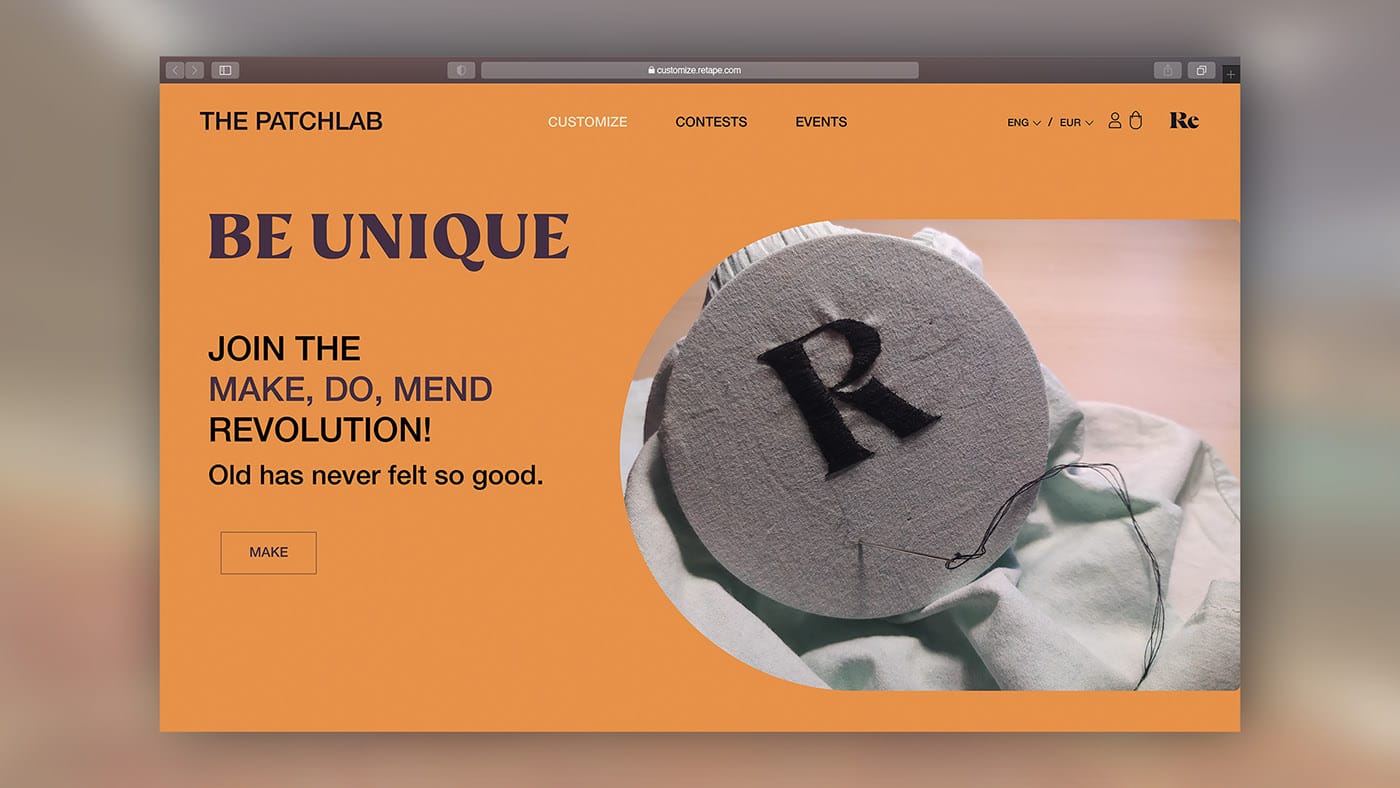 customize.retape.com
THE PATCHLAB
CUSTOMIZE
CONTESTS
EVENTS
ENG / EUR
Re
BE UNIQUE
JOIN THE
MAKE, DO, MEND
REVOLUTION!
Old has never felt so good.
MAKE
R